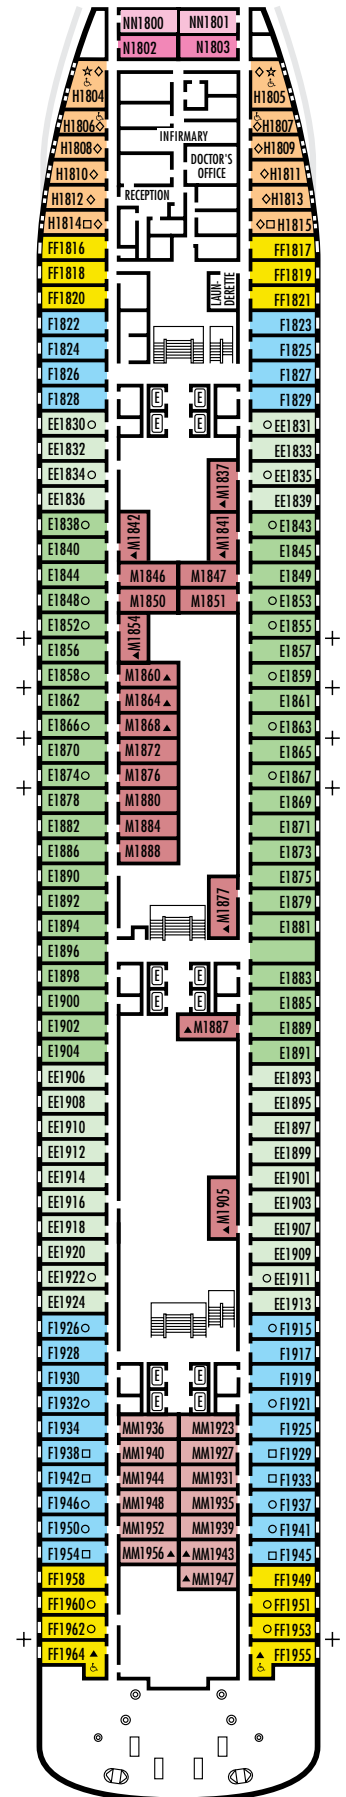 NN1800 NN1801
N1802 N1803
☆◇ ◇☆
♿ ♿
H1804 H1805
♿ ♿
H1806◇ ◇H1807
H1808◇ ◇H1809
INFIRMARY
H1810◇ DOCTOR'S ◇H1811
OFFICE
H1812◇ RECEPTION ◇H1813
H1814□◇ ◇□H1815
FF1816 FF1817
FF1818 LAUN- FF1819
DERETTE
FF1820 FF1821
F1822 F1823
F1824 F1825
F1826 F1827
F1828 E E F1829
EE1830○ E E ○EE1831
EE1832 EE1833
EE1834○ ▲M1837 ○EE1835
EE1836 EE1839
E1838○ ▲M1842 ▲M1841 ○E1843
E1840 E1845
E1844 M1846 M1847 E1849
E1848○ M1850 M1851 ○E1853
E1852○ ▲M1854 ○E1855
E1856 E1857
E1858○ M1860▲ ○E1859
E1862 M1864▲ E1861
E1866○ M1868▲ ○E1863
E1870 M1872 E1865
E1874○ M1876 ○E1867
E1878 M1880 E1869
E1882 M1884 E1871
E1886 M1888 E1873
E1890 E1875
E1892 ▲M1877 E1879
E1894 E1881
E1896
E1898 E E E1883
E1900 E E E1885
E1902 ▲M1887 E1889
E1904 E1891
EE1906 EE1893
EE1908 EE1895
EE1910 EE1897
EE1912 EE1899
EE1914 EE1901
EE1916 ▲M1905 EE1903
EE1918 EE1907
EE1920 EE1909
EE1922○ ○EE1911
EE1924 EE1913
F1926○ ○F1915
F1928 F1917
F1930 E E F1919
F1932○ E E ○F1921
F1934 MM1936 MM1923 F1925
F1938□ MM1940 MM1927 □F1929
F1942□ MM1944 MM1931 □F1933
F1946○ MM1948 MM1935 ○F1937
F1950○ MM1952 MM1939 ○F1941
F1954□ MM1956▲ ▲MM1943 □F1945
FF1958 ▲MM1947 FF1949
FF1960○ ○FF1951
FF1962○ ○FF1953
FF1964▲ ▲FF1955
♿ ♿